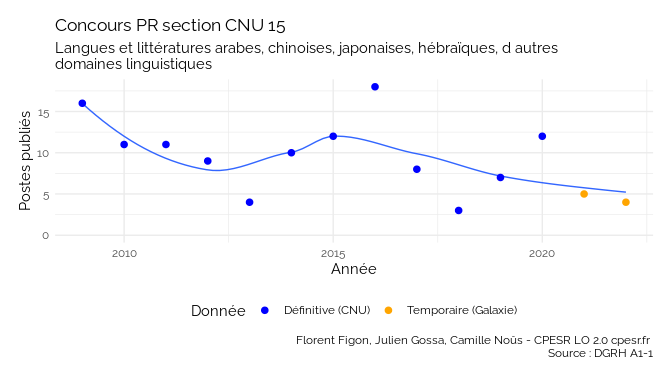 Concours PR section CNU 15
Langues et littératures arabes, chinoises, japonaises, hébraïques, d autres
domaines linguistiques
Postes publiés
15
10
5
0
2010 2015 2020
Année
Donnée Définitive (CNU) Temporaire (Galaxie)
Florent Figon, Julien Gossa, Camille Noûs - CPESR LO 2.0 cpesr.fr
Source : DGRH A1-1